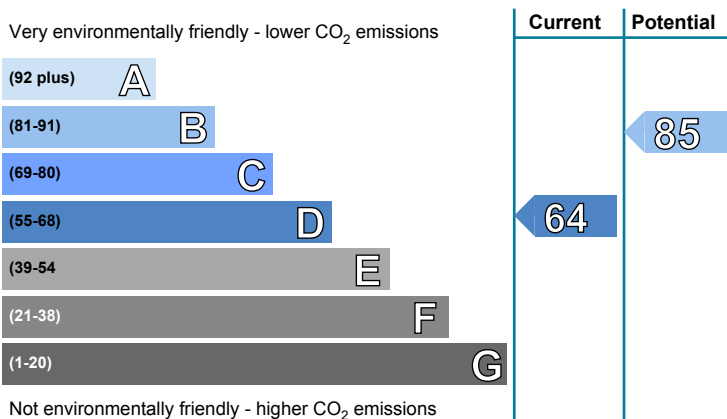 Current Potential
Very environmentally friendly - lower CO2 emissions
(92 plus) A
(81-91) B
85
(69-80) C
(55-68) D
64
(39-54 E
(21-38) F
(1-20) G
Not environmentally friendly - higher CO2 emissions